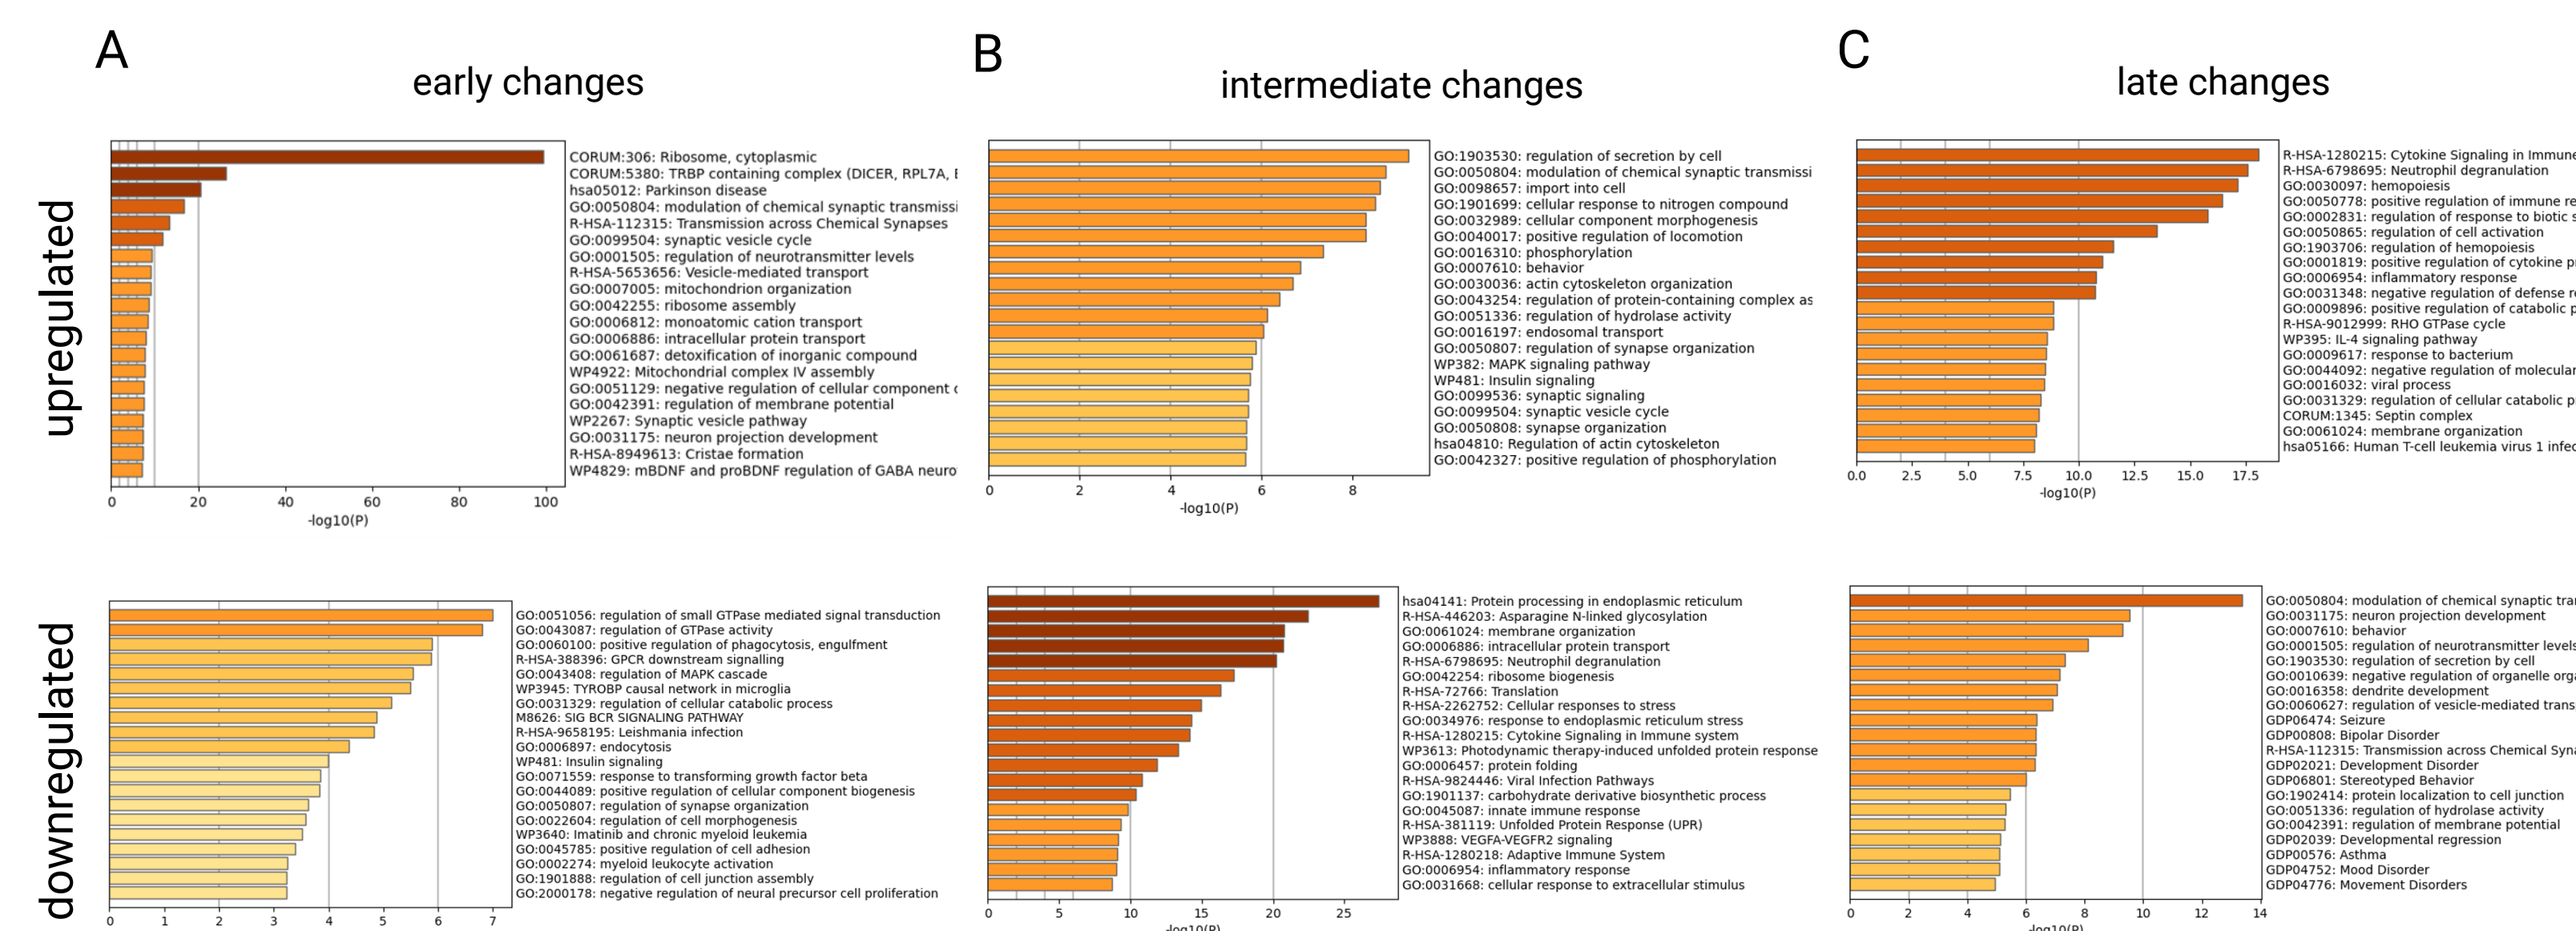 A
early changes
B
intermediate changes
C
late changes
upregulated
CORUM:306: Ribosome, cytoplasmic
CORUM:5380: TRBP containing complex (DICER, RPL7A, E
hsa05012: Parkinson disease
GO:0050804: modulation of chemical synaptic transmissi
R-HSA-112315: Transmission across Chemical Synapses
GO:0099504: synaptic vesicle cycle
GO:0001505: regulation of neurotransmitter levels
R-HSA-5653656: Vesicle-mediated transport
GO:0007005: mitochondrion organization
GO:0042255: ribosome assembly
GO:0006812: monoatomic cation transport
GO:0006886: intracellular protein transport
GO:0061687: detoxification of inorganic compound
WP4922: Mitochondrial complex IV assembly
GO:0051129: negative regulation of cellular component
GO:0042391: regulation of membrane potential
WP2267: Synaptic vesicle pathway
GO:0031175: neuron projection development
R-HSA-8949613: Cristae formation
WP4829: mBDNF and proBDNF regulation of GABA neuro
0 20 40 60 80 100
-log10(P)
GO:1903530: regulation of secretion by cell
GO:0050804: modulation of chemical synaptic transmissi
GO:0098657: import into cell
GO:1901699: cellular response to nitrogen compound
GO:0032989: cellular component morphogenesis
GO:0040017: positive regulation of locomotion
GO:0016310: phosphorylation
GO:0007610: behavior
GO:0030036: actin cytoskeleton organization
GO:0043254: regulation of protein-containing complex as
GO:0051336: regulation of hydrolase activity
GO:0016197: endosomal transport
GO:0050807: regulation of synapse organization
WP382: MAPK signaling pathway
WP481: Insulin signaling
GO:0099536: synaptic signaling
GO:0099504: synaptic vesicle cycle
GO:0050808: synapse organization
hsa04810: Regulation of actin cytoskeleton
GO:0042327: positive regulation of phosphorylation
0 2 4 6 8
-log10(P)
R-HSA-1280215: Cytokine Signaling in Immune
R-HSA-6798695: Neutrophil degranulation
GO:0030097: hemopoiesis
GO:0050778: positive regulation of immune re
GO:0002831: regulation of response to biotic s
GO:0050865: regulation of cell activation
GO:1903706: regulation of hemopoiesis
GO:0001819: positive regulation of cytokine p
GO:0006954: inflammatory response
GO:0031348: negative regulation of defense r
GO:0009896: positive regulation of catabolic p
R-HSA-9012999: RHO GTPase cycle
WP395: IL-4 signaling pathway
GO:0009617: response to bacterium
GO:0044092: negative regulation of molecular
GO:0016032: viral process
GO:0031329: regulation of cellular catabolic p
CORUM:1345: Septin complex
GO:0061024: membrane organization
hsa05166: Human T-cell leukemia virus 1 infec
0.0 2.5 5.0 7.5 10.0 12.5 15.0 17.5
-log10(P)
downregulated
GO:0051056: regulation of small GTPase mediated signal transduction
GO:0043087: regulation of GTPase activity
GO:0060100: positive regulation of phagocytosis, engulfment
R-HSA-388396: GPCR downstream signalling
GO:0043408: regulation of MAPK cascade
WP3945: TYROBP causal network in microglia
GO:0031329: regulation of cellular catabolic process
M8626: SIG BCR SIGNALING PATHWAY
R-HSA-9658195: Leishmania infection
GO:0006897: endocytosis
WP481: Insulin signaling
GO:0071559: response to transforming growth factor beta
GO:0044089: positive regulation of cellular component biogenesis
GO:0050807: regulation of synapse organization
GO:0022604: regulation of cell morphogenesis
WP3640: Imatinib and chronic myeloid leukemia
GO:0045785: positive regulation of cell adhesion
GO:0002274: myeloid leukocyte activation
GO:1901888: regulation of cell junction assembly
GO:2000178: negative regulation of neural precursor cell proliferation
0 1 2 3 4 5 6 7
hsa04141: Protein processing in endoplasmic reticulum
R-HSA-446203: Asparagine N-linked glycosylation
GO:0061024: membrane organization
GO:0006886: intracellular protein transport
R-HSA-6798695: Neutrophil degranulation
GO:0042254: ribosome biogenesis
R-HSA-72766: Translation
R-HSA-2262752: Cellular responses to stress
GO:0034976: response to endoplasmic reticulum stress
R-HSA-1280215: Cytokine Signaling in Immune system
WP3613: Photodynamic therapy-induced unfolded protein response
GO:0006457: protein folding
R-HSA-9824446: Viral Infection Pathways
GO:1901137: carbohydrate derivative biosynthetic process
GO:0045087: innate immune response
R-HSA-381119: Unfolded Protein Response (UPR)
WP3888: VEGFA-VEGFR2 signaling
R-HSA-1280218: Adaptive Immune System
GO:0006954: inflammatory response
GO:0031668: cellular response to extracellular stimulus
0 5 10 15 20 25
-log10(P)
GO:0050804: modulation of chemical synaptic tra
GO:0031175: neuron projection development
GO:0007610: behavior
GO:0001505: regulation of neurotransmitter levels
GO:1903530: regulation of secretion by cell
GO:0010639: negative regulation of organelle org
GO:0016358: dendrite development
GO:0060627: regulation of vesicle-mediated trans
GDP06474: Seizure
GDP00808: Bipolar Disorder
R-HSA-112315: Transmission across Chemical Syna
GDP02021: Development Disorder
GDP06801: Stereotyped Behavior
GO:1902414: protein localization to cell junction
GO:0051336: regulation of hydrolase activity
GO:0042391: regulation of membrane potential
GDP02039: Developmental regression
GDP00576: Asthma
GDP04752: Mood Disorder
GDP04776: Movement Disorders
0 2 4 6 8 10 12 14
-log10(P)